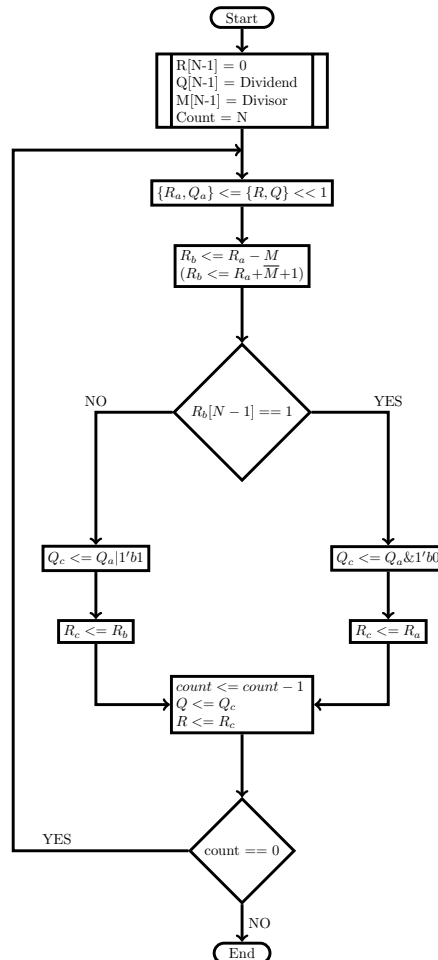 Start
R[N-1] = 0
Q[N-1] = Dividend
M[N-1] = Divisor
Count = N
{R_a, Q_a} <= {R, Q} << 1
R_b <= R_a − M
(R_b <= R_a+M̅+1)
R_b[N − 1] == 1
NO
YES
Q_c <= Q_a|1′b1
Q_c <= Q_a&1′b0
R_c <= R_b
R_c <= R_a
count <= count − 1
Q <= Q_c
R <= R_c
YES
count == 0
NO
End